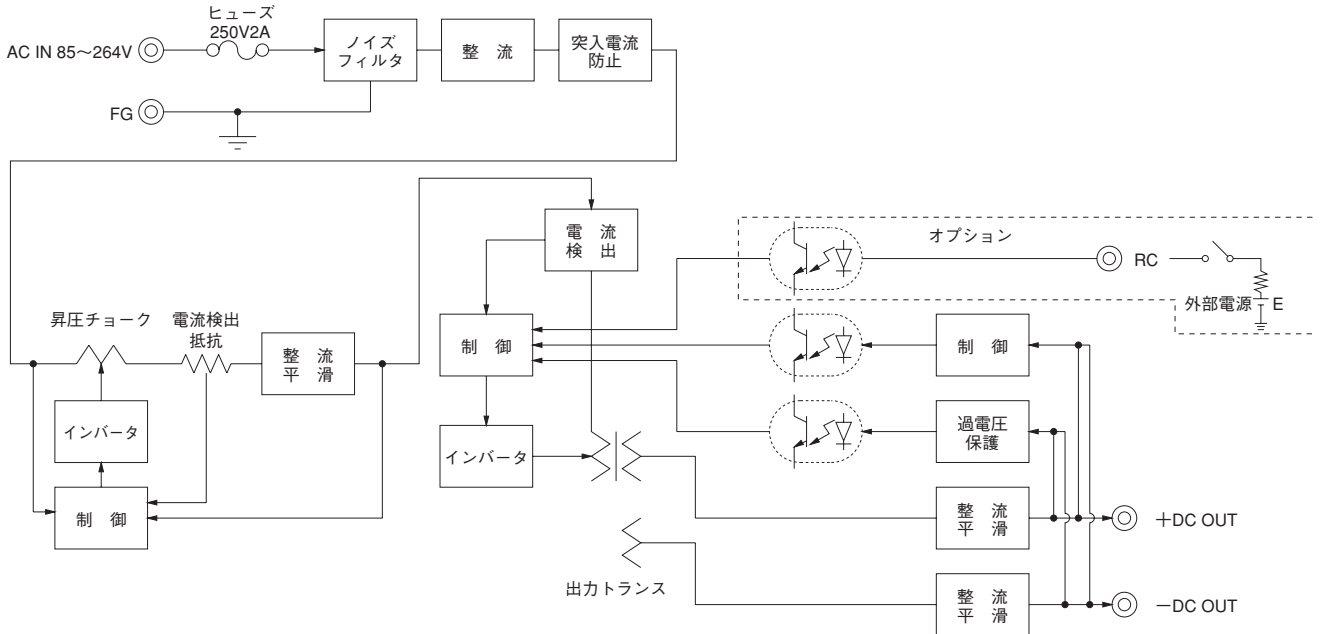 ヒューズ
250V2A
AC IN 85～264V
ノイズ
フィルタ
整 流
突入電流
防止
FG
電 流
検 出
オプション
RC
外部電源
E
昇圧チョーク
電流検出
抵抗
整 流
平 滑
制 御
制 御
インバータ
過電圧
保護
インバータ
制 御
整 流
平 滑
＋DC OUT
出力トランス
整 流
平 滑
－DC OUT